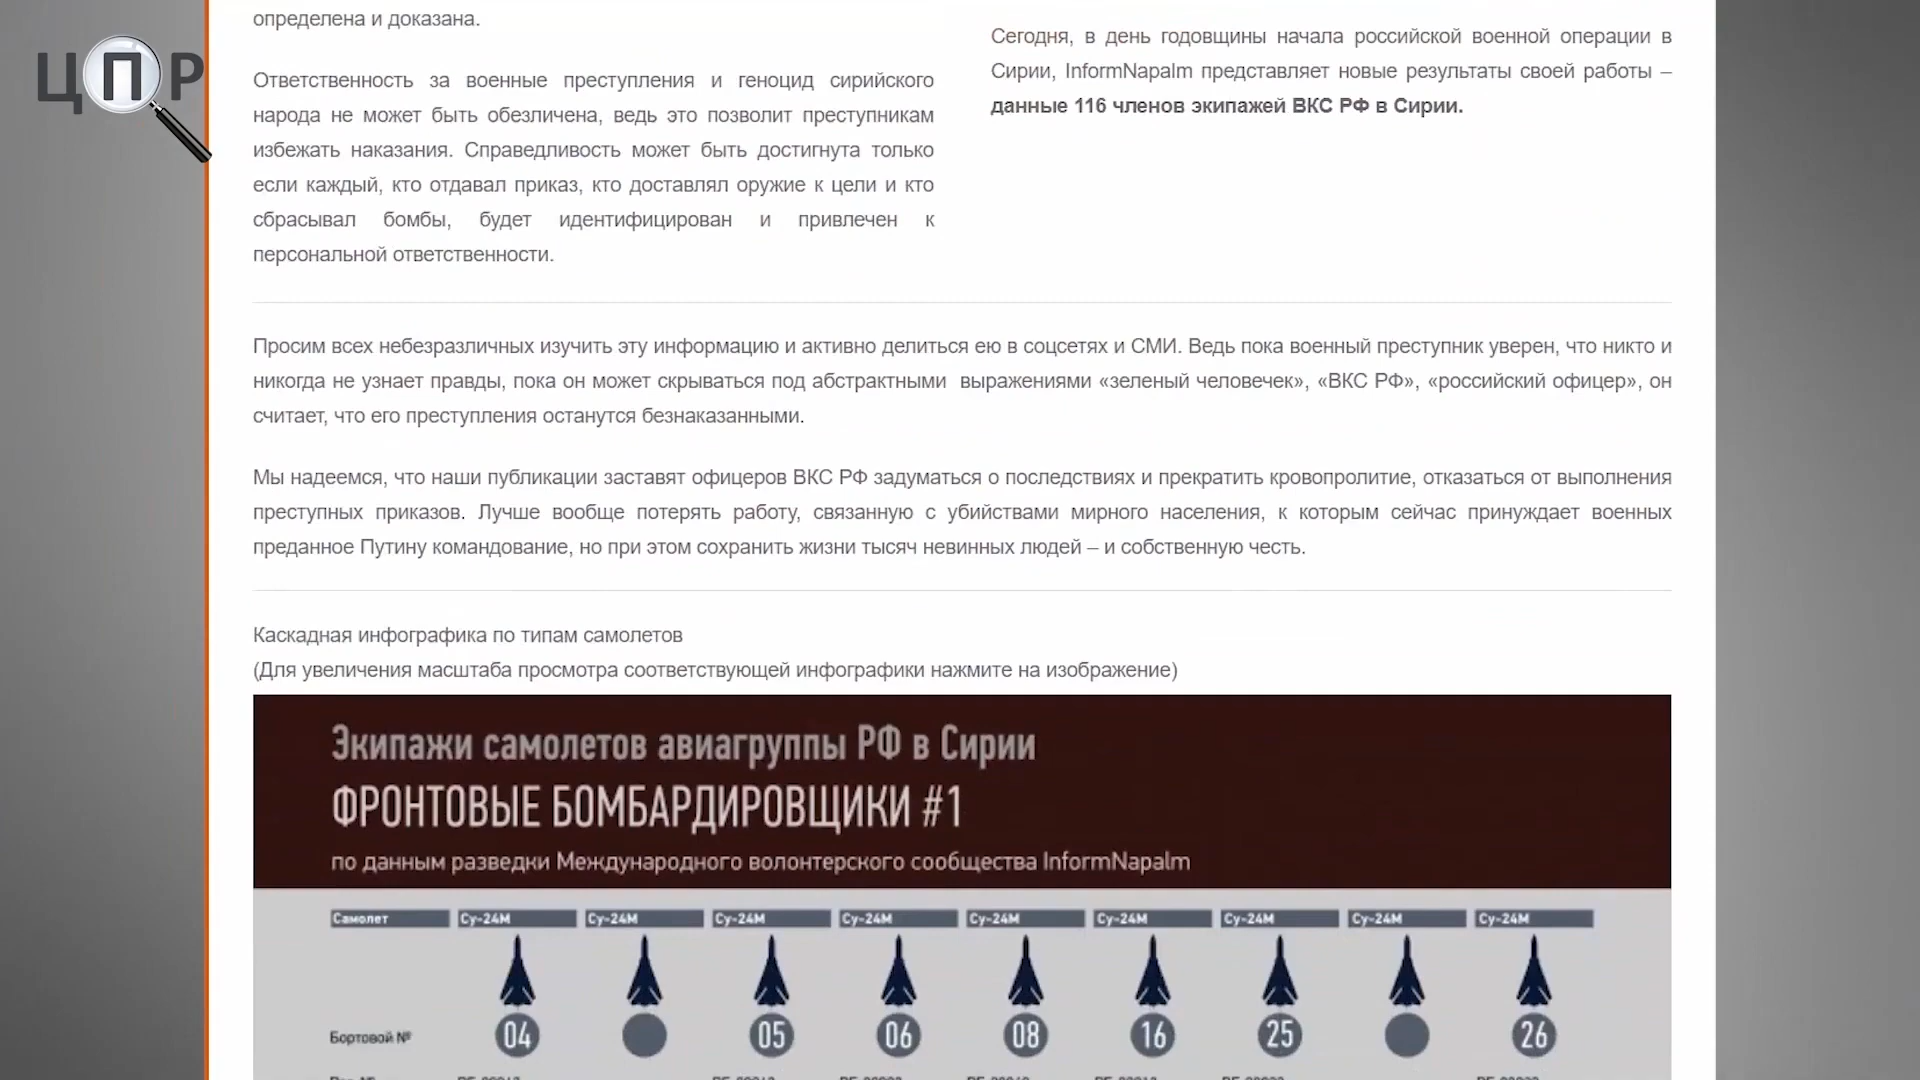 ЦПР
определена и доказана.
Ответственность за военные преступления и геноцид сирийского
народа не может быть обезличена, ведь это позволит преступникам
избежать наказания. Справедливость может быть достигнута только
если каждый, кто отдавал приказ, кто доставлял оружие к цели и кто
сбрасывал бомбы, будет идентифицирован и привлечен к
персональной ответственности.
Сегодня, в день годовщины начала российской военной операции в
Сирии, InformNapalm представляет новые результаты своей работы –
данные 116 членов экипажей ВКС РФ в Сирии.
Просим всех небезразличных изучить эту информацию и активно делиться ею в соцсетях и СМИ. Ведь пока военный преступник уверен, что никто и
никогда не узнает правды, пока он может скрываться под абстрактными выражениями «зеленый человечек», «ВКС РФ», «российский офицер», он
считает, что его преступления останутся безнаказанными.
Мы надеемся, что наши публикации заставят офицеров ВКС РФ задуматься о последствиях и прекратить кровопролитие, отказаться от выполнения
преступных приказов. Лучше вообще потерять работу, связанную с убийствами мирного населения, к которым сейчас принуждает военных
преданное Путину командование, но при этом сохранить жизни тысяч невинных людей – и собственную честь.
Каскадная инфографика по типам самолетов
(Для увеличения масштаба просмотра соответствующей инфографики нажмите на изображение)
Экипажи самолетов авиагруппы РФ в Сирии
ФРОНТОВЫЕ БОМБАРДИРОВЩИКИ #1
по данным разведки Международного волонтерского сообщества InformNapalm
Самолет Су-24М Су-24М Су-24М Су-24М Су-24М Су-24М Су-24М Су-24М Су-24М
Бортовой № 04 05 06 08 16 25 26